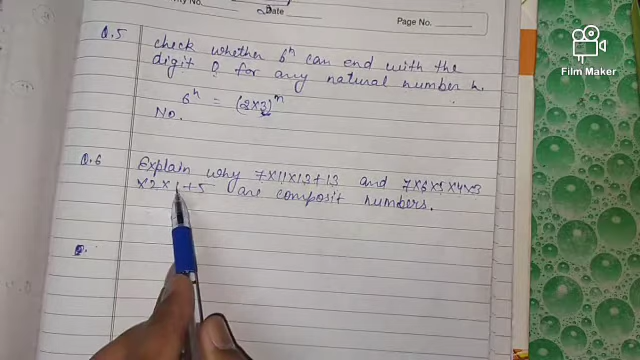 Date
Page No.
Film Maker
Q.5 check whether 6ⁿ can end with the
digit 0 for any natural number n.
6ⁿ = (2×3)ⁿ
No.
Q.6 Explain why 7×11×13+13 and 7×6×5×4×3
×2×1+5 are composit numbers.
Q.